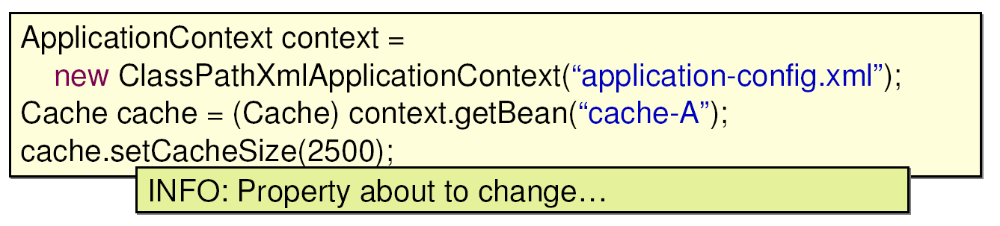 ApplicationContext context =
new ClassPathXmlApplicationContext(“application-config.xml”);
Cache cache = (Cache) context.getBean(“cache-A”);
cache.setCacheSize(2500);
INFO: Property about to change…